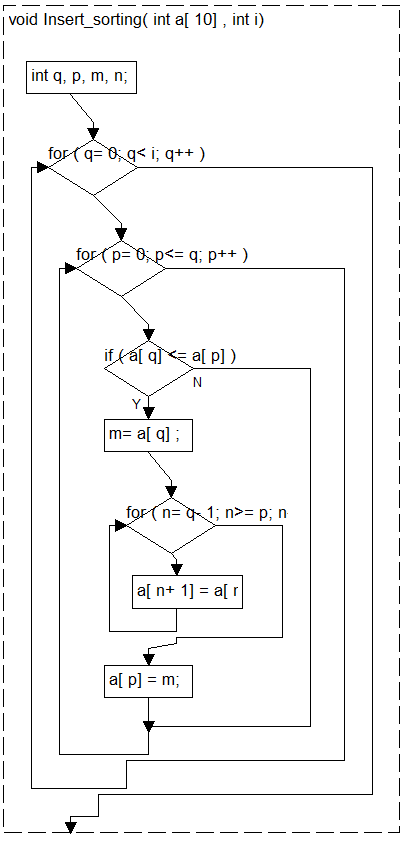 void Insert_sorting( int a[ 10] , int i)
int q, p, m, n;
for ( q= 0; q< i; q++ )
for ( p= 0; p<= q; p++ )
if ( a[ q] <= a[ p] )
N
Y
m= a[ q] ;
for ( n= q- 1; n>= p; n
a[ n+ 1] = a[ r
a[ p] = m;